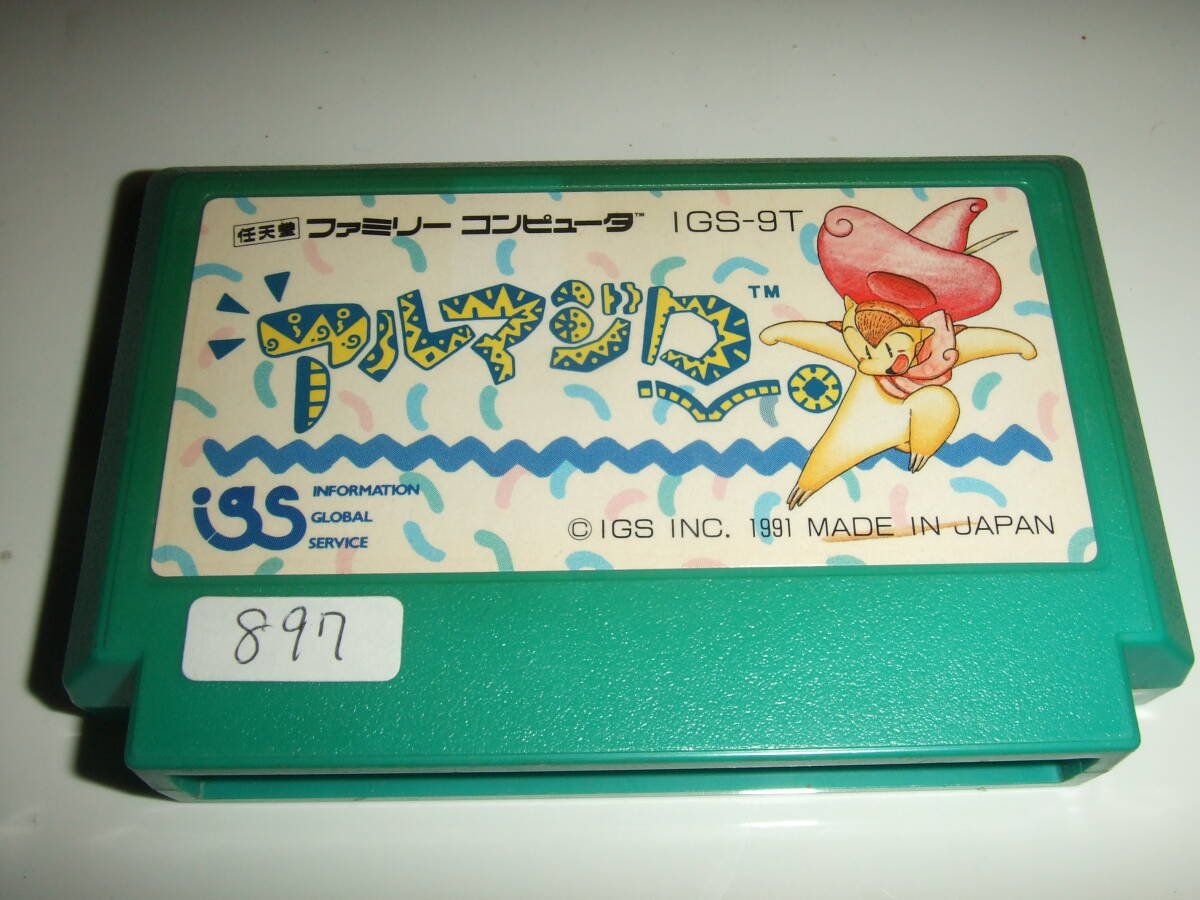 任天堂 ファミリー コンピュータ™ IGS-9T
アルマジロ™
igs INFORMATION
GLOBAL
SERVICE
© IGS INC. 1991 MADE IN JAPAN
897